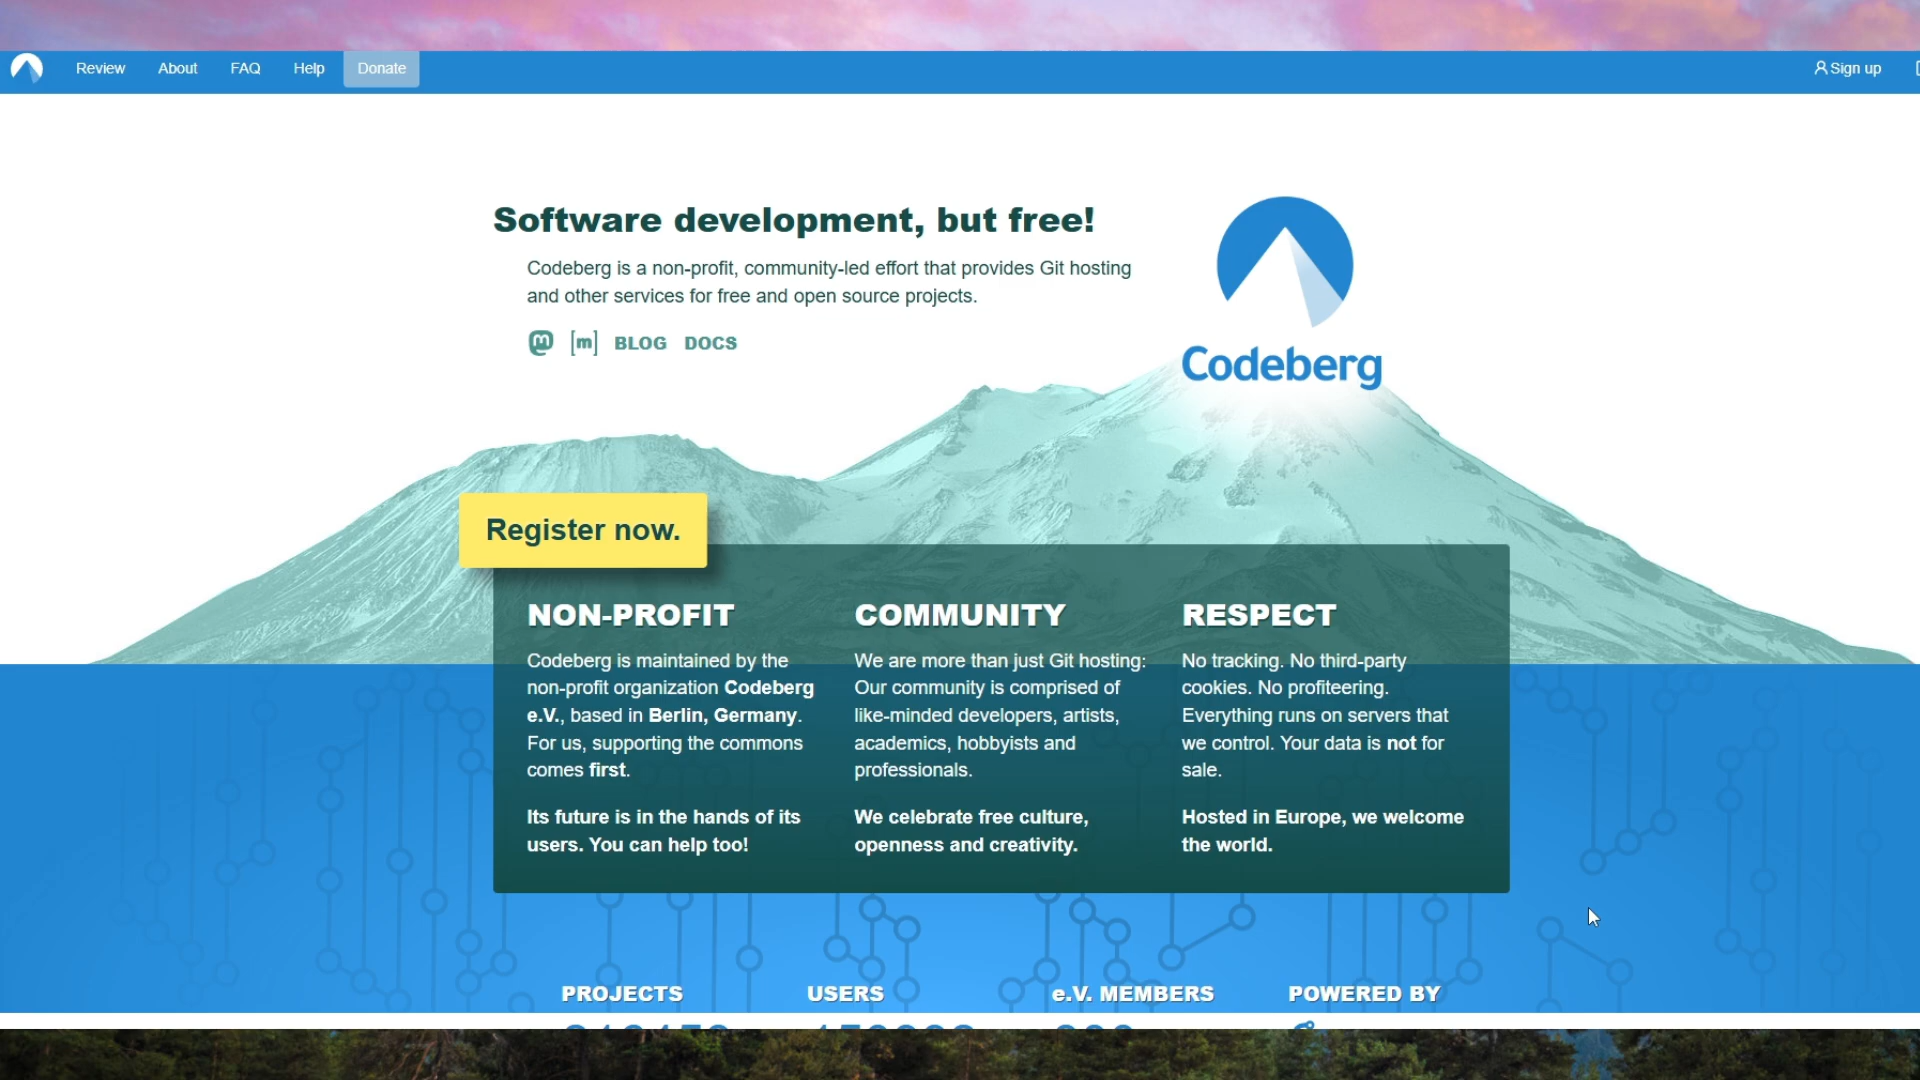 Review About FAQ Help Donate Sign up
Software development, but free!
Codeberg is a non-profit, community-led effort that provides Git hosting
and other services for free and open source projects.
[m] BLOG DOCS
Codeberg
Register now.
NON-PROFIT
Codeberg is maintained by the
non-profit organization Codeberg
e.V., based in Berlin, Germany.
For us, supporting the commons
comes first.
Its future is in the hands of its
users. You can help too!
COMMUNITY
We are more than just Git hosting:
Our community is comprised of
like-minded developers, artists,
academics, hobbyists and
professionals.
We celebrate free culture,
openness and creativity.
RESPECT
No tracking. No third-party
cookies. No profiteering.
Everything runs on servers that
we control. Your data is not for
sale.
Hosted in Europe, we welcome
the world.
PROJECTS USERS e.V. MEMBERS POWERED BY